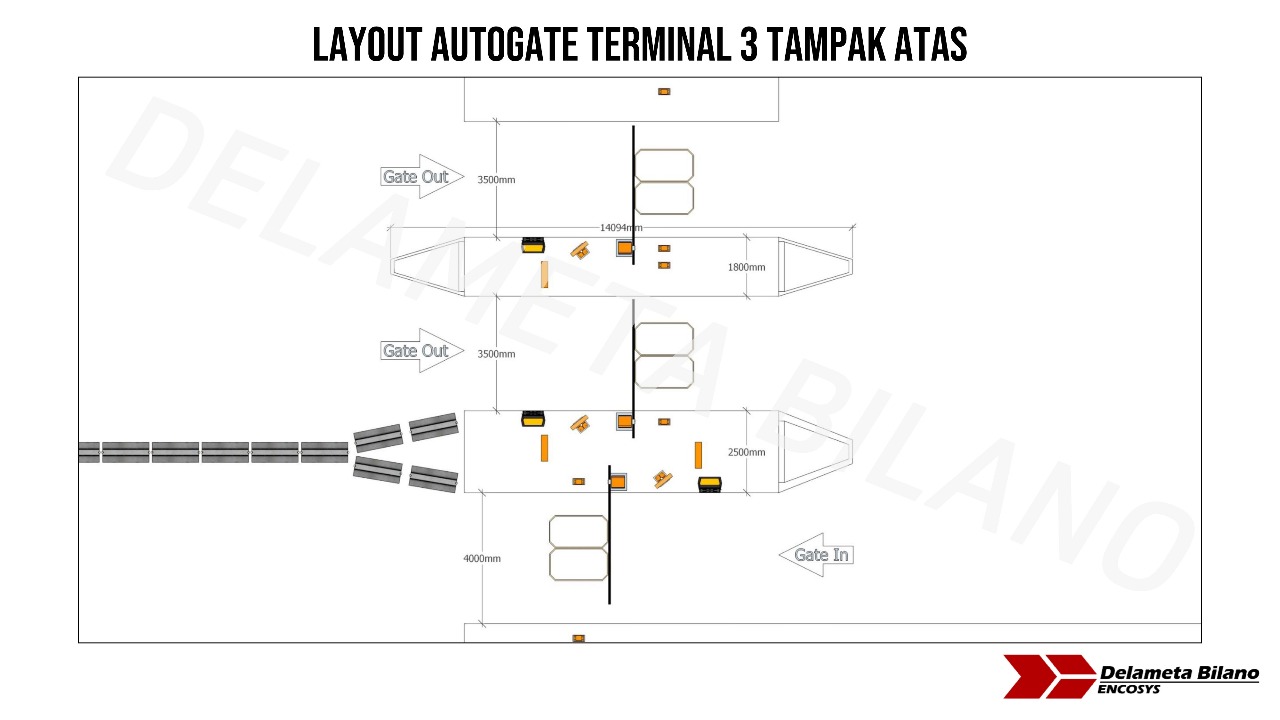 LAYOUT AUTOGATE TERMINAL 3 TAMPAK ATAS
DELAMETA BILANO
Gate Out
3500mm
14094mm
1800mm
Gate Out
3500mm
2500mm
4000mm
Gate In
Delameta Bilano
ENCOSYS